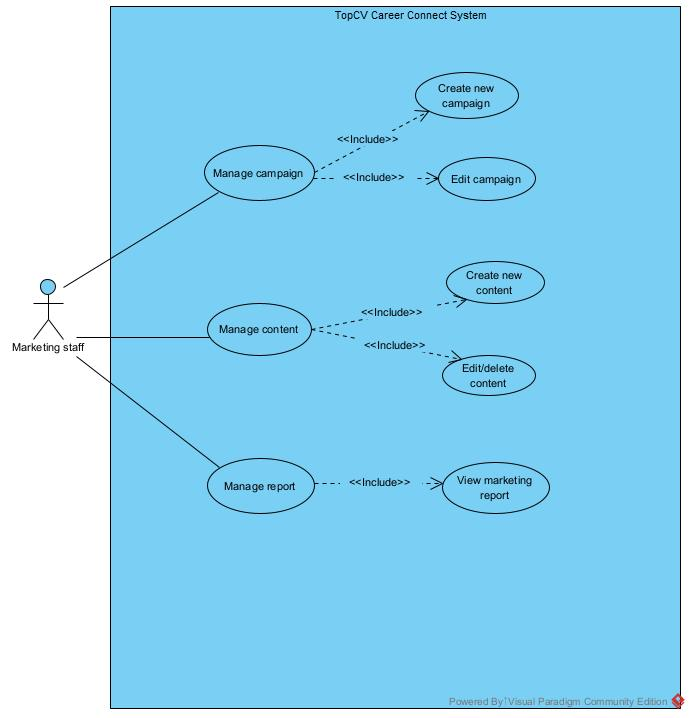 TopCV Career Connect System
Create new
campaign
<<Include>>
Manage campaign
<<Include>>
Edit campaign
Create new
content
<<Include>>
Manage content
<<Include>>
Marketing staff
Edit/delete
content
Manage report
<<Include>>
View marketing
report
Powered By Visual Paradigm Community Edition